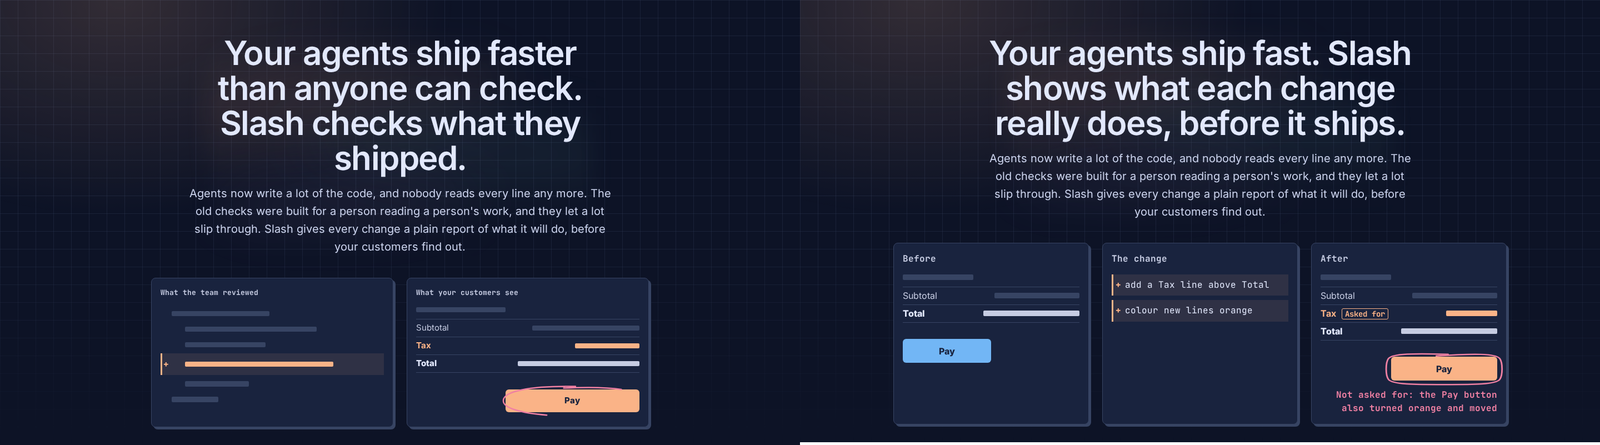 Your agents ship faster
than anyone can check.
Slash checks what they
shipped.
Agents now write a lot of the code, and nobody reads every line any more. The
old checks were built for a person reading a person's work, and they let a lot
slip through. Slash gives every change a plain report of what it will do, before
your customers find out.
What the team reviewed
+
What your customers see
Subtotal
Tax
Total
Pay
Your agents ship fast. Slash
shows what each change
really does, before it ships.
Agents now write a lot of the code, and nobody reads every line any more. The
old checks were built for a person reading a person's work, and they let a lot
slip through. Slash gives every change a plain report of what it will do, before
your customers find out.
Before
Subtotal
Total
Pay
The change
+ add a Tax line above Total
+ colour new lines orange
After
Subtotal
Tax Asked for
Total
Pay
Not asked for: the Pay button
also turned orange and moved